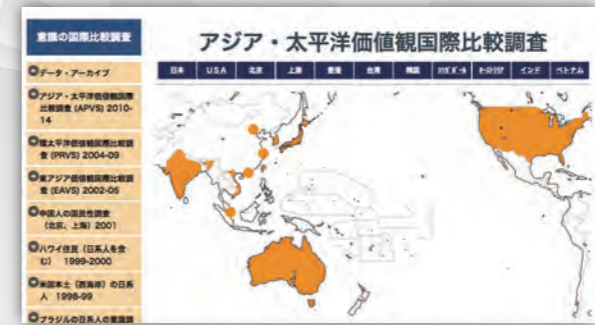 意識の国際比較調査
データ・アーカイブ
アジア・太平洋価値観国際
比較調査 (APVS) 2010-
14
環太平洋価値観国際比較調
査 (PRVS) 2004-09
東アジア価値観国際比較調
査 (EAVS) 2002-05
中国人の国民性調査
（北京、上海）2001
ハワイ住民（日系人を含
む） 1999-2000
米国本土（西海岸）の日系
人 1998-99
ブラジルの日系人の意識調
アジア・太平洋価値観国際比較調査
日本 USA 北京 上海 香港 台湾 韓国 ｼﾝｶﾞﾎﾟｰﾙ ｵｰｽﾄﾗﾘｱ インド ベトナム